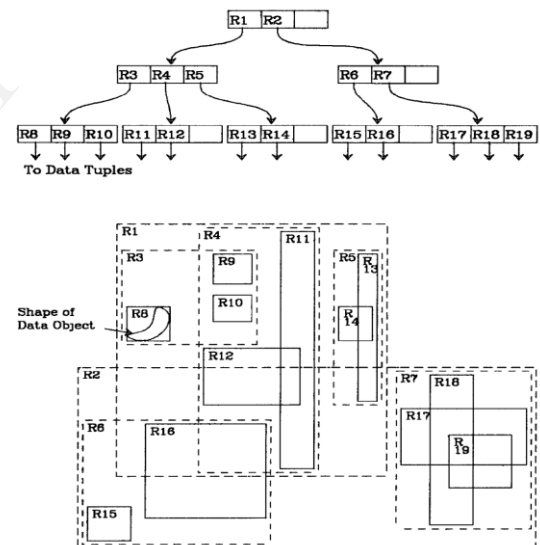 R1 R2
R3 R4 R5 R6 R7
R8 R9 R10 R11 R12 R13 R14 R15 R16 R17 R18 R19
To Data Tuples
R1 R4 R11
R3 R9 R5 R
13
R8 R10 R
14
Shape of
Data Object
R12
R2 R7 R18
R17
R6 R16 R
19
R15